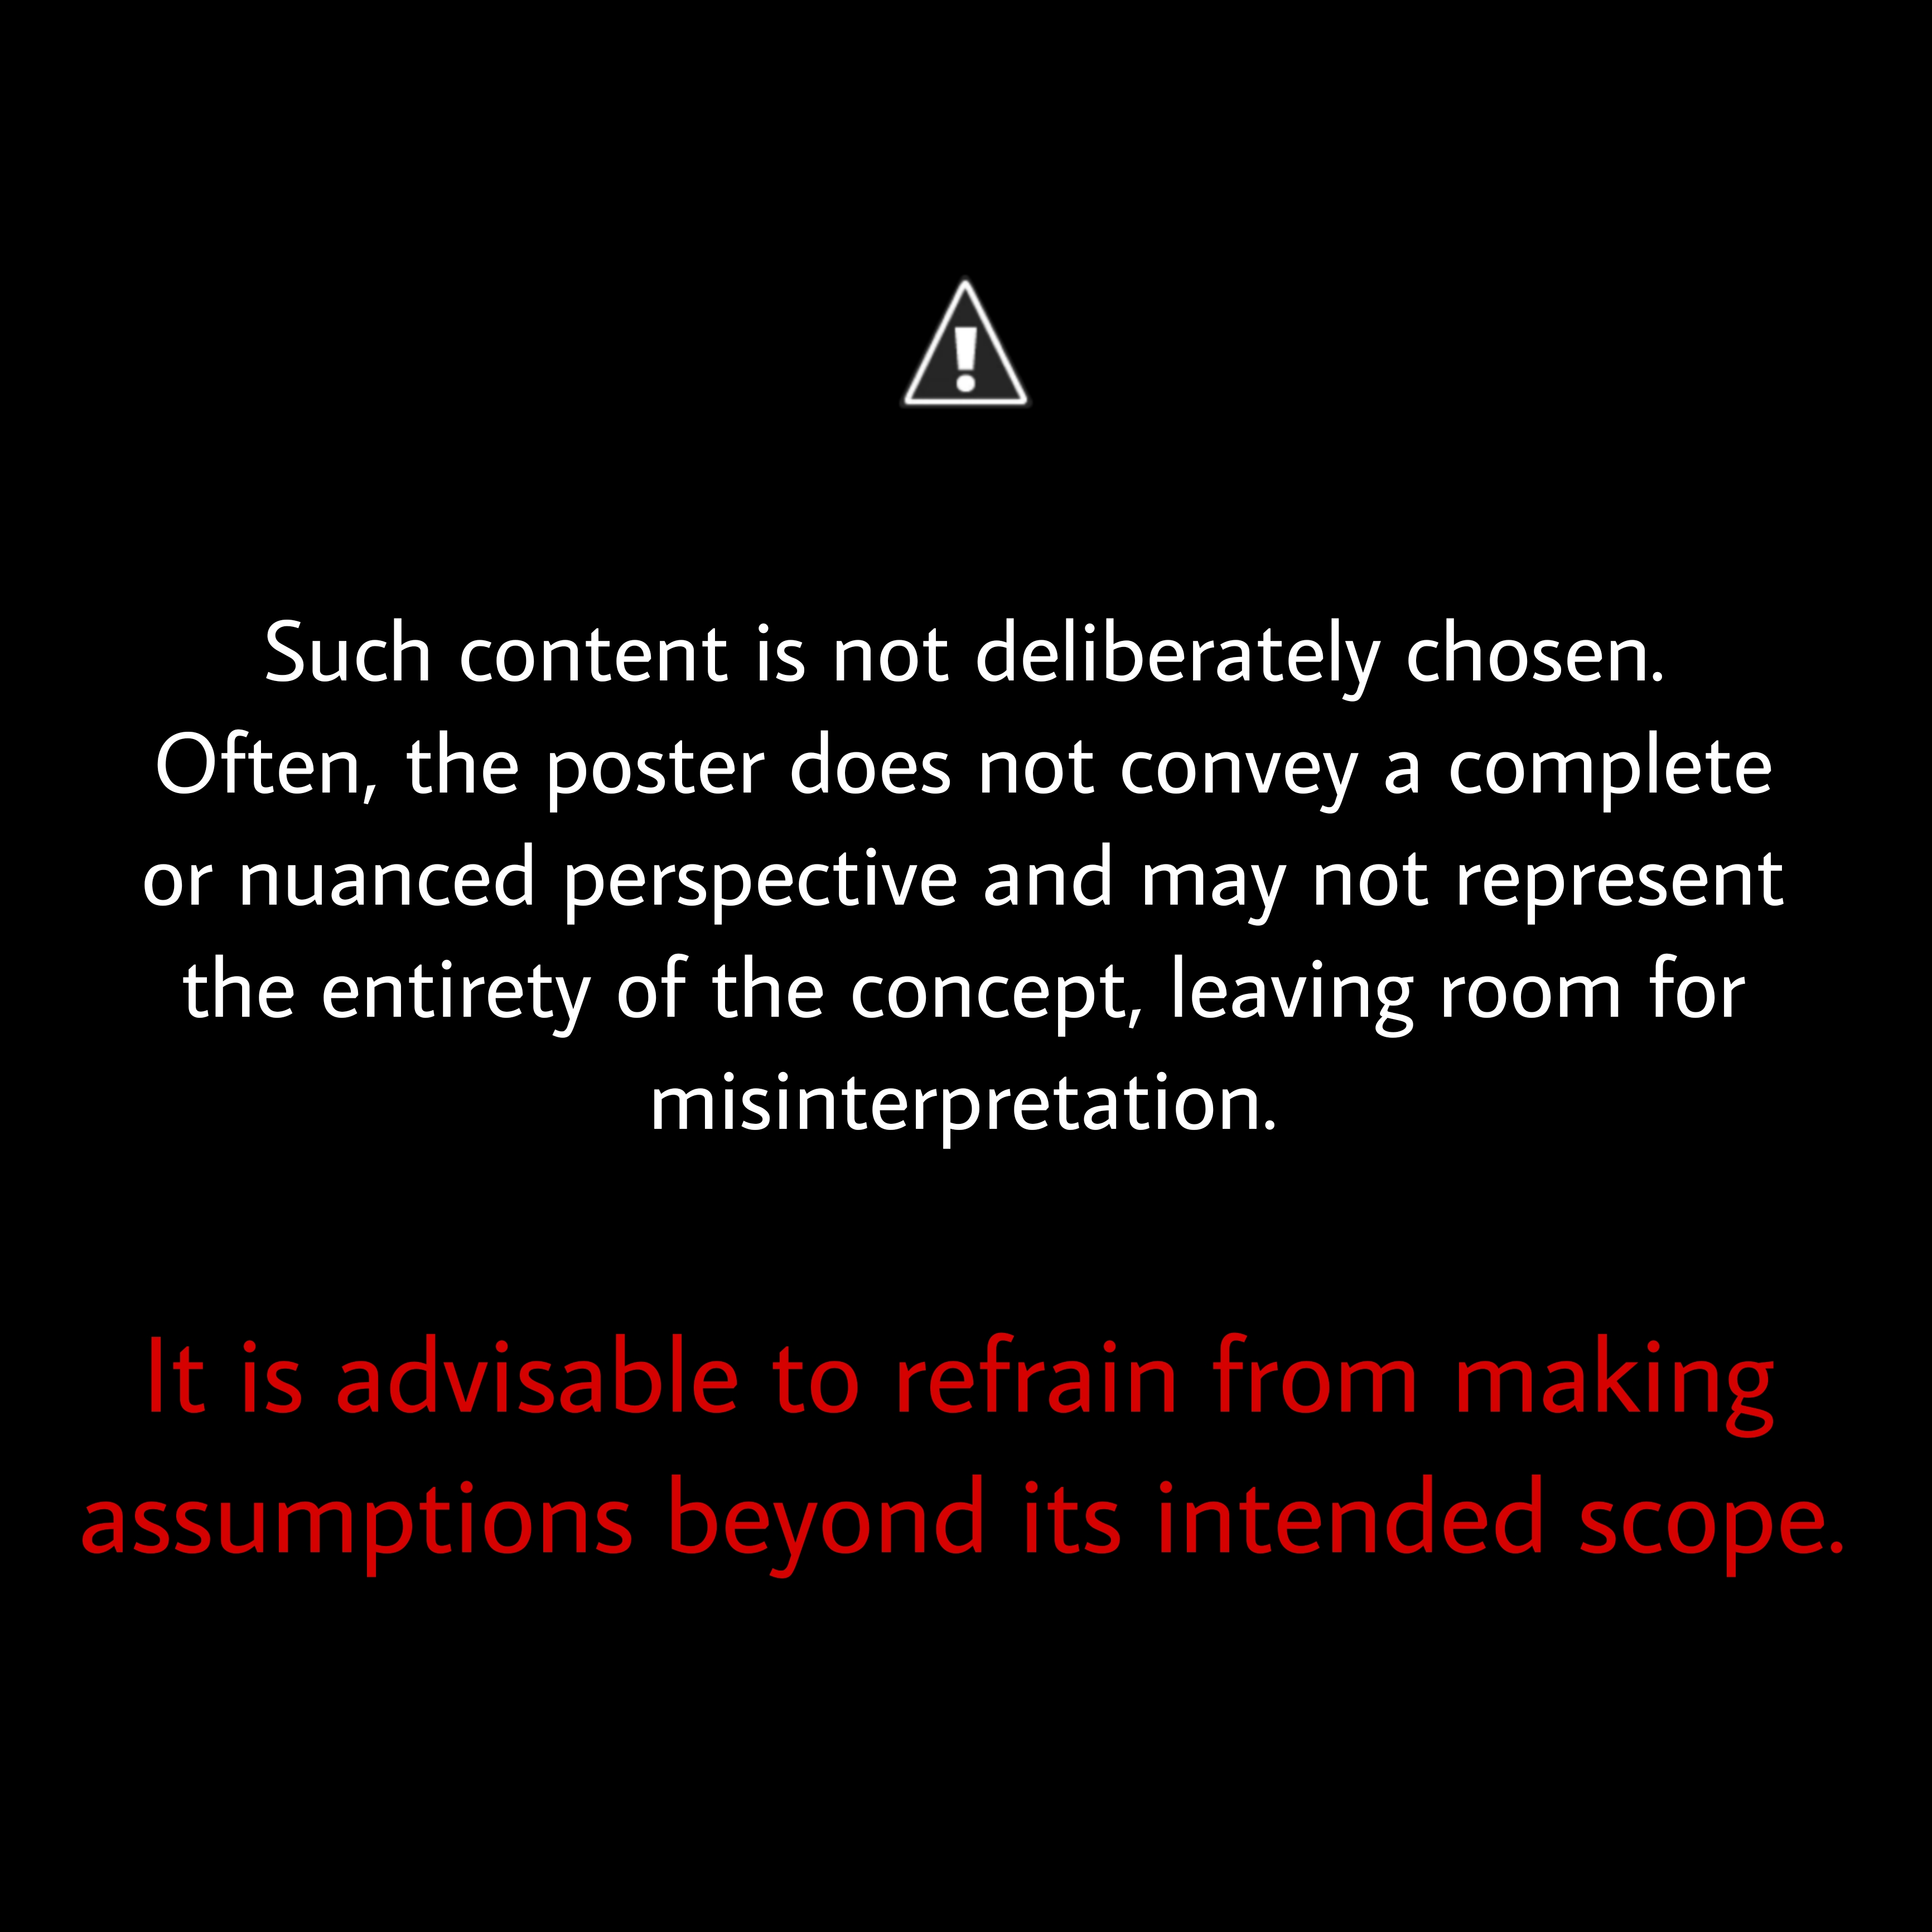 Such content is not deliberately chosen.
Often, the poster does not convey a complete
or nuanced perspective and may not represent
the entirety of the concept, leaving room for
misinterpretation.
It is advisable to refrain from making
assumptions beyond its intended scope.